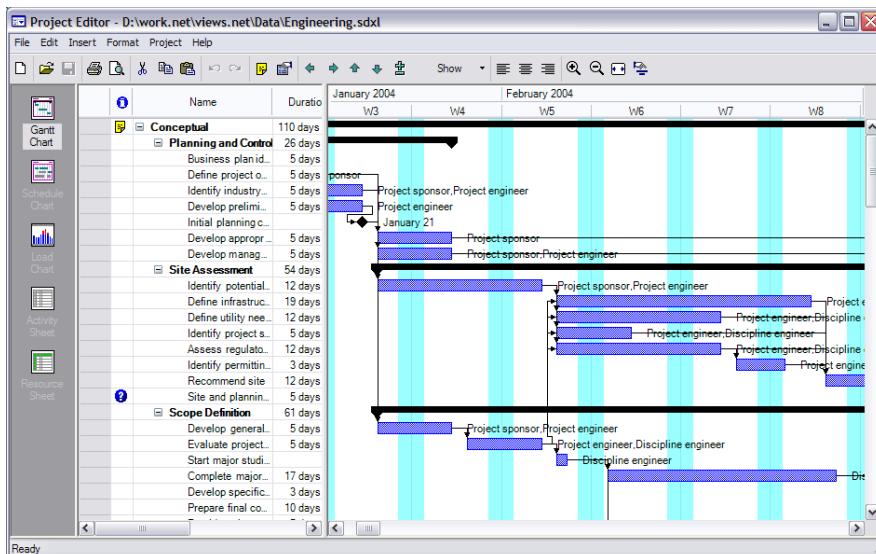 Project Editor - D:\work.net\views.net\Data\Engineering.sdxl
File Edit Insert Format Project Help
Show
Gantt Chart
Schedule Chart
Load Chart
Activity Sheet
Resource Sheet
Name Duratio
January 2004 February 2004
W3 W4 W5 W6 W7 W8
Conceptual 110 days
Planning and Control 26 days
Business plan id... 5 days
Define project o... 5 days ponsor
Identify industry... 5 days Project sponsor,Project engineer
Develop prelimi... 5 days Project engineer
Initial planning c... January 21
Develop appropr... 5 days Project sponsor
Develop manag... 5 days Project sponsor,Project engineer
Site Assessment 54 days
Identify potential... 12 days Project sponsor,Project engineer
Define infrastruc... 19 days Project e
Define utility nee... 12 days Project engineer,Discipline e
Identify project s... 5 days Project engineer,Discipline engineer
Assess regulato... 12 days Project engineer,Discipline e
Identify permittin... 3 days Project engine
Recommend site 12 days
Site and plannin... 5 days
Scope Definition 61 days
Develop general... 5 days Project sponsor,Project engineer
Evaluate project... 5 days Project engineer,Discipline engineer
Start major studi... Discipline engineer
Complete major... 17 days Dis
Develop specific... 3 days
Prepare final co... 10 days
Ready